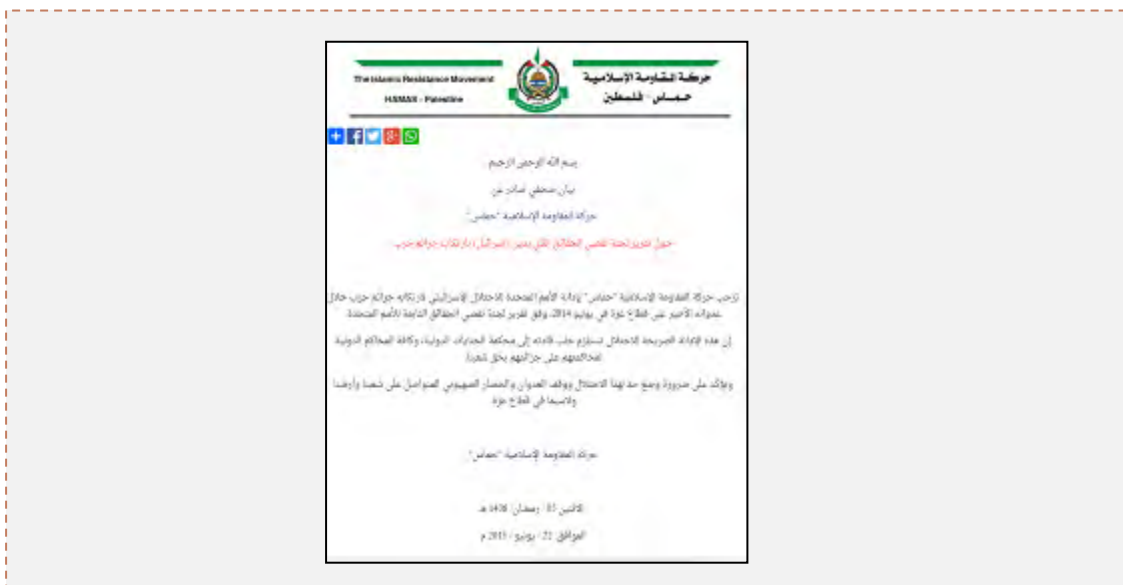 The Islamic Resistance Movement
HAMAS - Palestine
حركة المقاومة الإسلامية
حماس - فلسطين
بسم الله الرحمن الرحيم
بيان صحفي صادر عن
حركة المقاومة الإسلامية "حماس"
حول تقرير لجنة تقصي الحقائق التي تدين (إسرائيل) بارتكاب جرائم حرب
ترحب حركة المقاومة الإسلامية "حماس" بإدانة الأمم المتحدة للاحتلال الإسرائيلي بارتكابه جرائم حرب خلال
عدوانه الأخير على قطاع غزة في يوليو 2014، وفق تقرير لجنة تقصي الحقائق التابعة للأمم المتحدة.
إن هذه الإدانة الصريحة للاحتلال تستلزم جلب قادته إلى محكمة الجنايات الدولية، وكافة المحاكم الدولية
لمحاكمتهم على جرائمهم بحق شعبنا.
ونؤكد على ضرورة وضع حد لهذا الاحتلال ووقف العدوان والحصار الصهيوني المتواصل على شعبنا وأرضنا
ولاسيما في قطاع غزة
حركة المقاومة الإسلامية "حماس"
الاثنين 05 / رمضان / 1436 هـ
الموافق 22 / يونيو / 2015 م